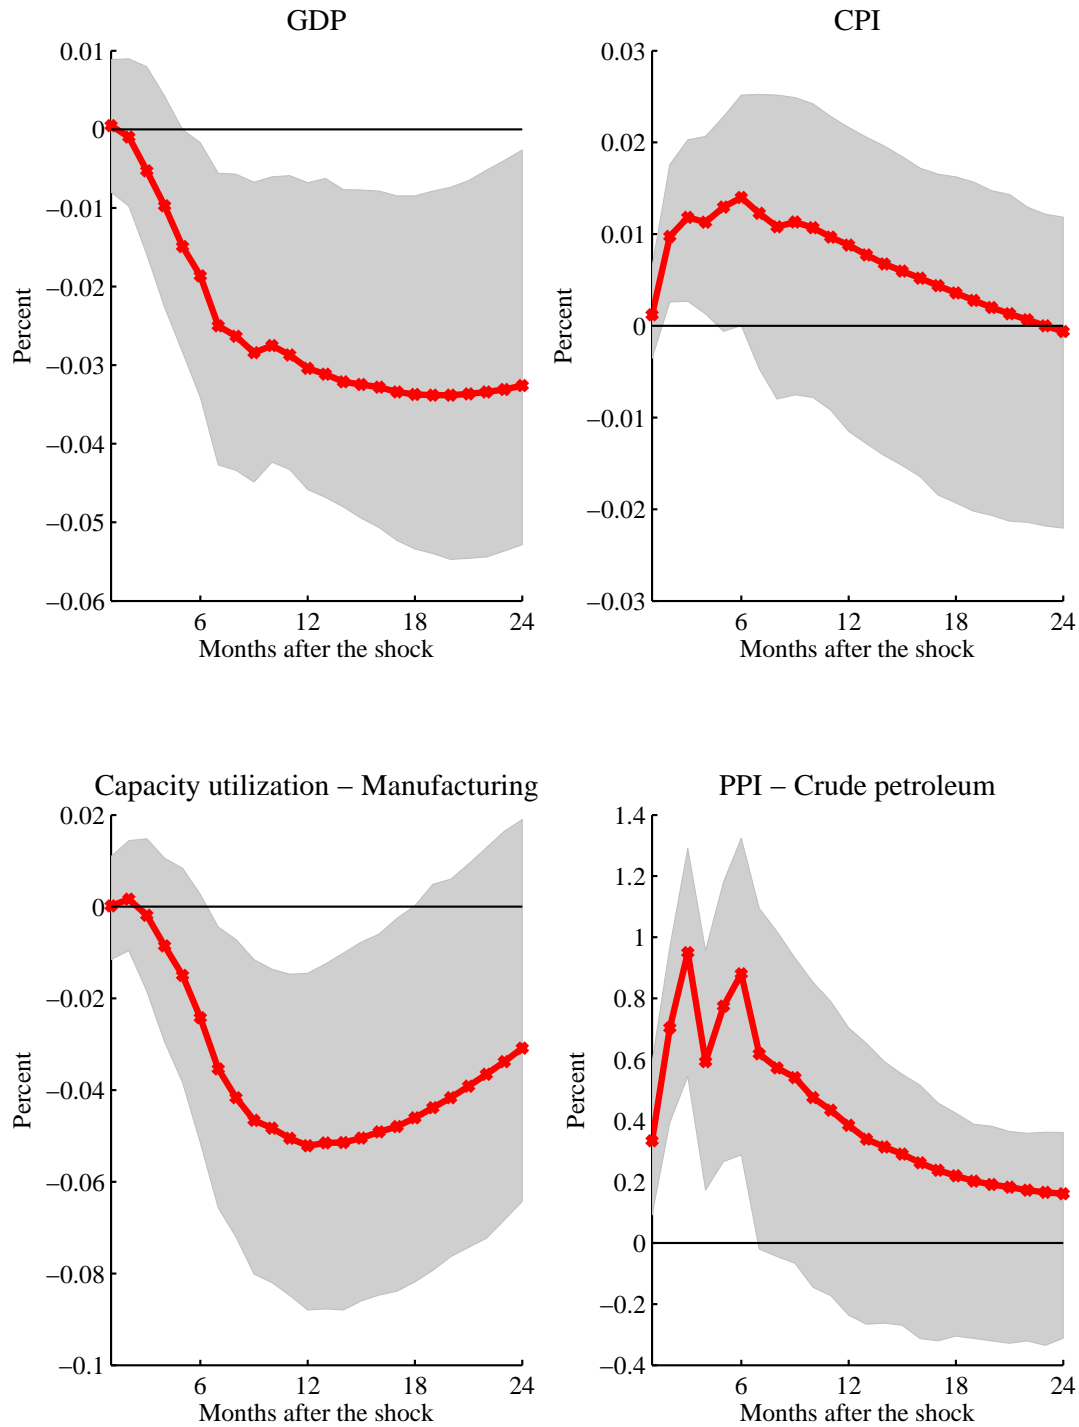 GDP
0.01
0
−0.01
−0.02
−0.03
−0.04
−0.05
−0.06
Percent
6 12 18 24
Months after the shock
CPI
0.03
0.02
0.01
0
−0.01
−0.02
−0.03
Percent
6 12 18 24
Months after the shock
Capacity utilization − Manufacturing
0.02
0
−0.02
−0.04
−0.06
−0.08
−0.1
Percent
6 12 18 24
Months after the shock
PPI − Crude petroleum
1.4
1.2
1
0.8
0.6
0.4
0.2
0
−0.2
−0.4
Percent
6 12 18 24
Months after the shock